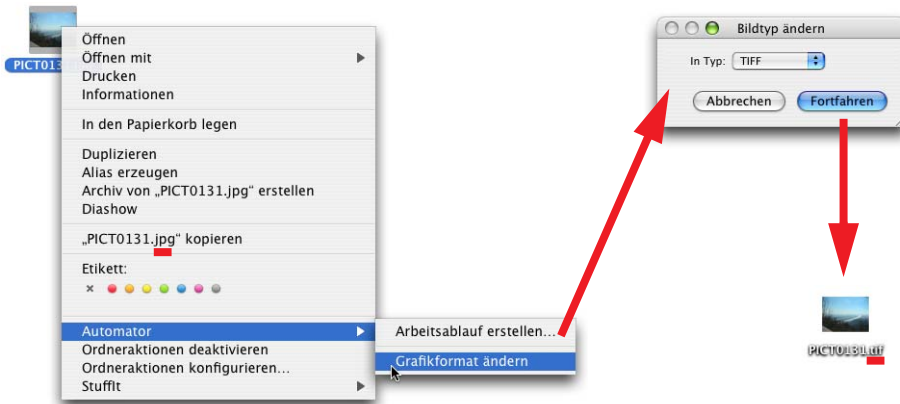 PICT013
Öffnen
Öffnen mit
Drucken
Informationen
In den Papierkorb legen
Duplizieren
Alias erzeugen
Archiv von „PICT0131.jpg“ erstellen
Diashow
„PICT0131.jpg“ kopieren
Etikett:
Automator
Ordneraktionen deaktivieren
Ordneraktionen konfigurieren...
StuffIt
Arbeitsablauf erstellen...
Grafikformat ändern
Bildtyp ändern
In Typ: TIFF
Abbrechen Fortfahren
PICT0131.tif